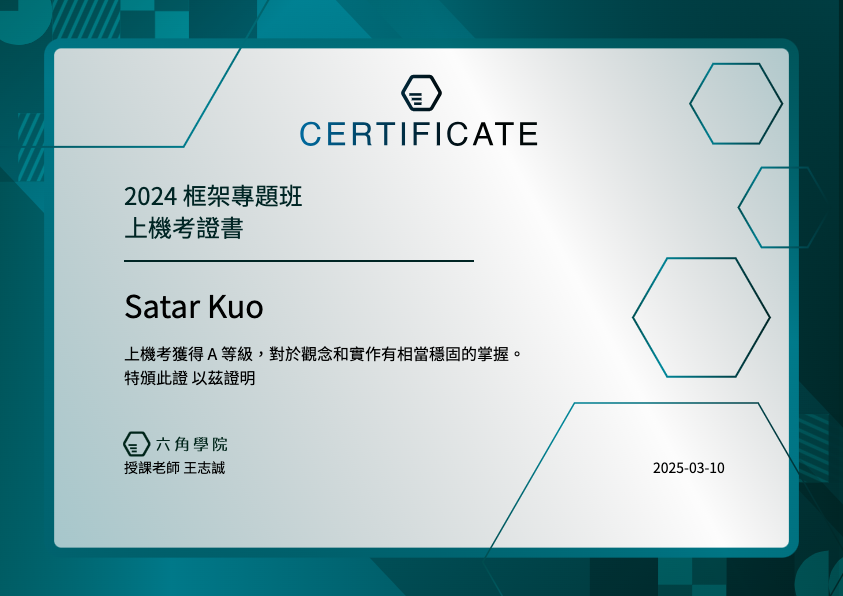 CERTIFICATE
2024 框架專題班
上機考證書
Satar Kuo
上機考獲得 A 等級，對於觀念和實作有相當穩固的掌握。
特頒此證 以茲證明
六角學院
授課老師 王志誠
2025-03-10